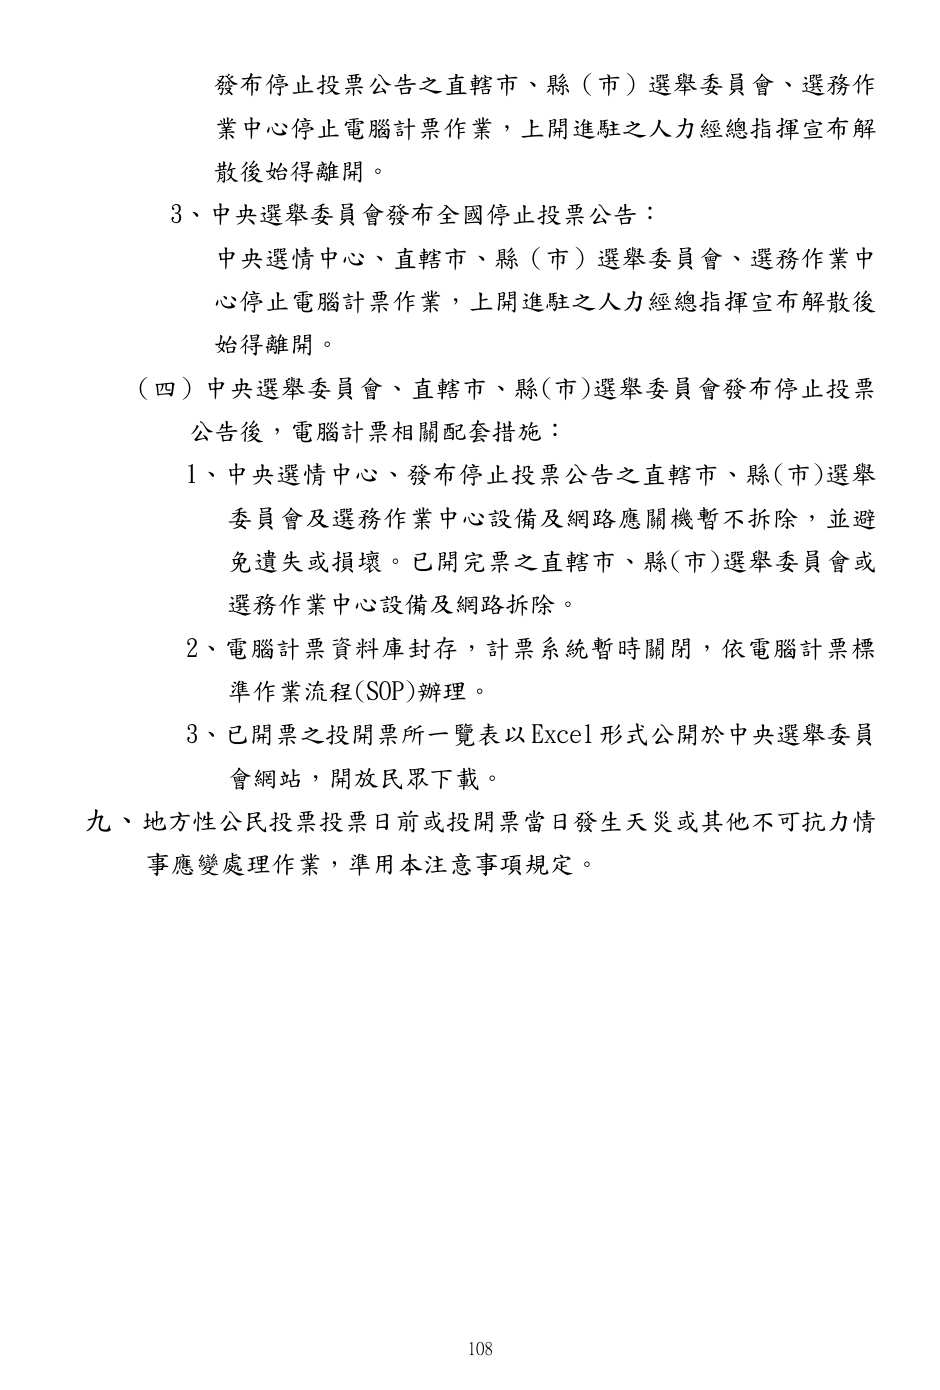 發布停止投票公告之直轄市、縣（市）選舉委員會、選務作
業中心停止電腦計票作業，上開進駐之人力經總指揮宣布解
散後始得離開。
3、中央選舉委員會發布全國停止投票公告：
中央選情中心、直轄市、縣（市）選舉委員會、選務作業中
心停止電腦計票作業，上開進駐之人力經總指揮宣布解散後
始得離開。
（四）中央選舉委員會、直轄市、縣(市)選舉委員會發布停止投票
公告後，電腦計票相關配套措施：
1、中央選情中心、發布停止投票公告之直轄市、縣(市)選舉
委員會及選務作業中心設備及網路應關機暫不拆除，並避
免遺失或損壞。已開完票之直轄市、縣(市)選舉委員會或
選務作業中心設備及網路拆除。
2、電腦計票資料庫封存，計票系統暫時關閉，依電腦計票標
準作業流程(SOP)辦理。
3、已開票之投開票所一覽表以Excel形式公開於中央選舉委員
會網站，開放民眾下載。
九、地方性公民投票投票日前或投開票當日發生天災或其他不可抗力情
事應變處理作業，準用本注意事項規定。
108